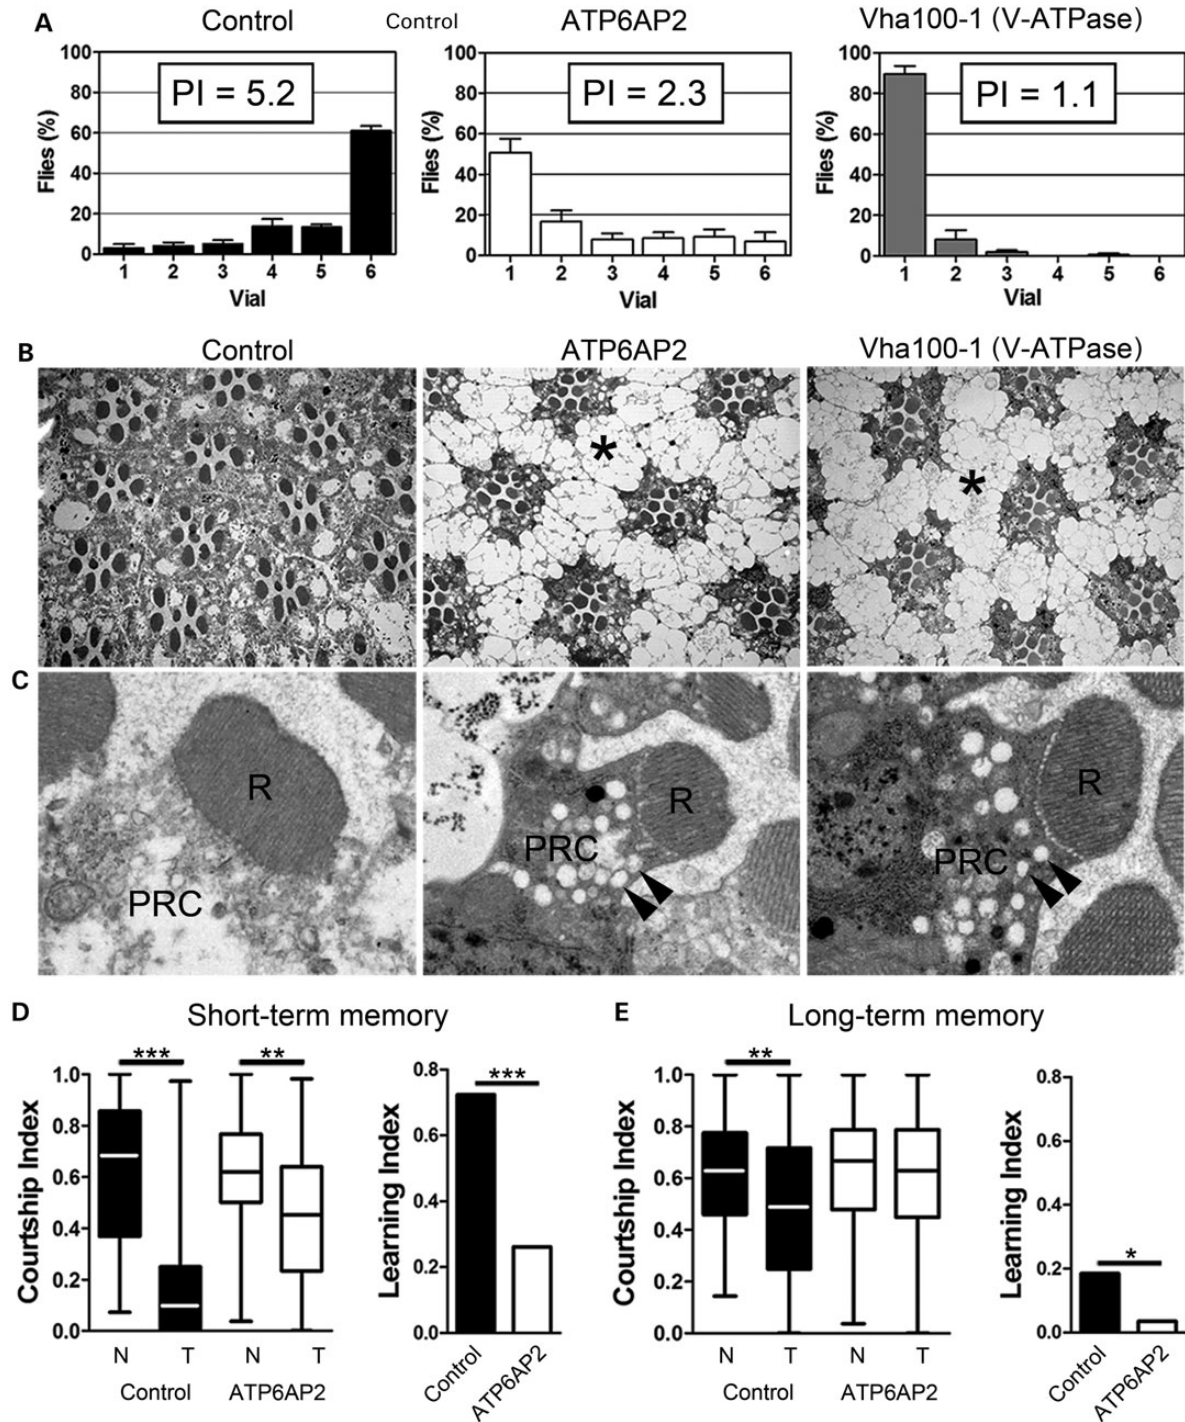 A
Control
Control
ATP6AP2
Vha100-1 (V-ATPase)
PI = 5.2
PI = 2.3
PI = 1.1
Flies (%)
100
80
60
40
20
0
1 2 3 4 5 6
Vial
Flies (%)
100
80
60
40
20
0
1 2 3 4 5 6
Vial
Flies (%)
100
80
60
40
20
0
1 2 3 4 5 6
Vial
B
Control
ATP6AP2
Vha100-1 (V-ATPase)
*
*
C
R
PRC
R
PRC
R
PRC
D
Short-term memory
Courtship Index
1.0
0.8
0.6
0.4
0.2
0.0
***
**
N T N T
Control ATP6AP2
Learning Index
0.8
0.6
0.4
0.2
0.0
***
Control
ATP6AP2
E
Long-term memory
Courtship Index
1.0
0.8
0.6
0.4
0.2
0.0
**
N T N T
Control ATP6AP2
Learning Index
0.8
0.6
0.4
0.2
0.0
*
Control
ATP6AP2